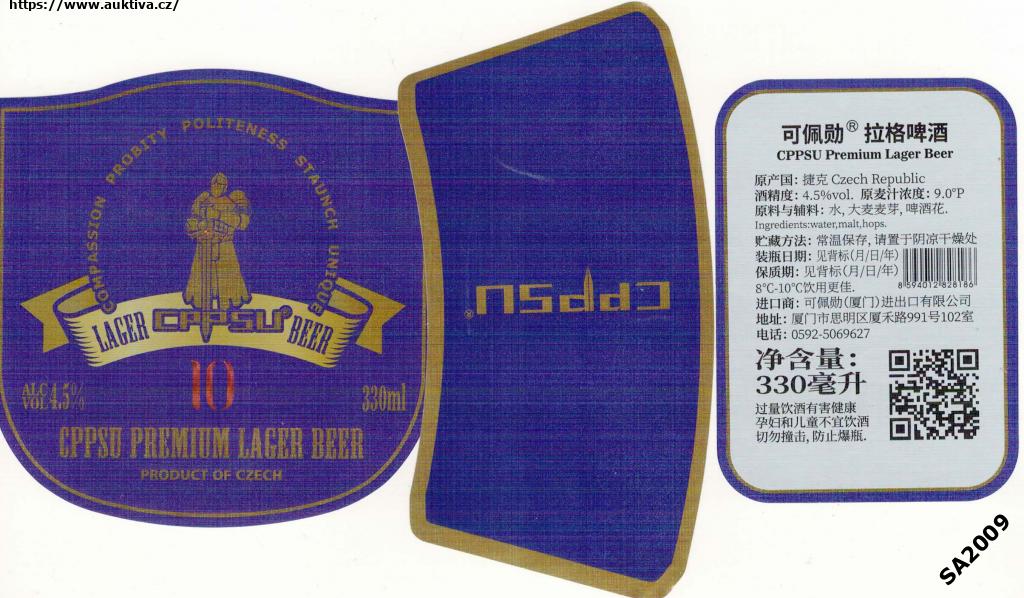 https://www.auktiva.cz/
COMPASSION PROBITY POLITENESS STAUNCH UNIQUE
LAGER CPPSU® BEER
10
ALC
VOL 4.5%
330ml
CPPSU PREMIUM LAGER BEER
PRODUCT OF CZECH
CPPSU®
可佩勋® 拉格啤酒
CPPSU Premium Lager Beer
原产国: 捷克 Czech Republic
酒精度: 4.5%vol. 原麦汁浓度: 9.0°P
原料与辅料: 水, 大麦麦芽, 啤酒花.
Ingredients:water,malt,hops.
贮藏方法: 常温保存, 请置于阴凉干燥处
装瓶日期: 见背标(月/日/年)
保质期: 见背标(月/日/年)
8°C-10°C饮用更佳.
8 594012 828186
进口商: 可佩勋(厦门)进出口有限公司
地址: 厦门市思明区厦禾路991号102室
电话: 0592-5069627
净含量:
330毫升
过量饮酒有害健康
孕妇和儿童不宜饮酒
切勿撞击, 防止爆瓶.
SA2009